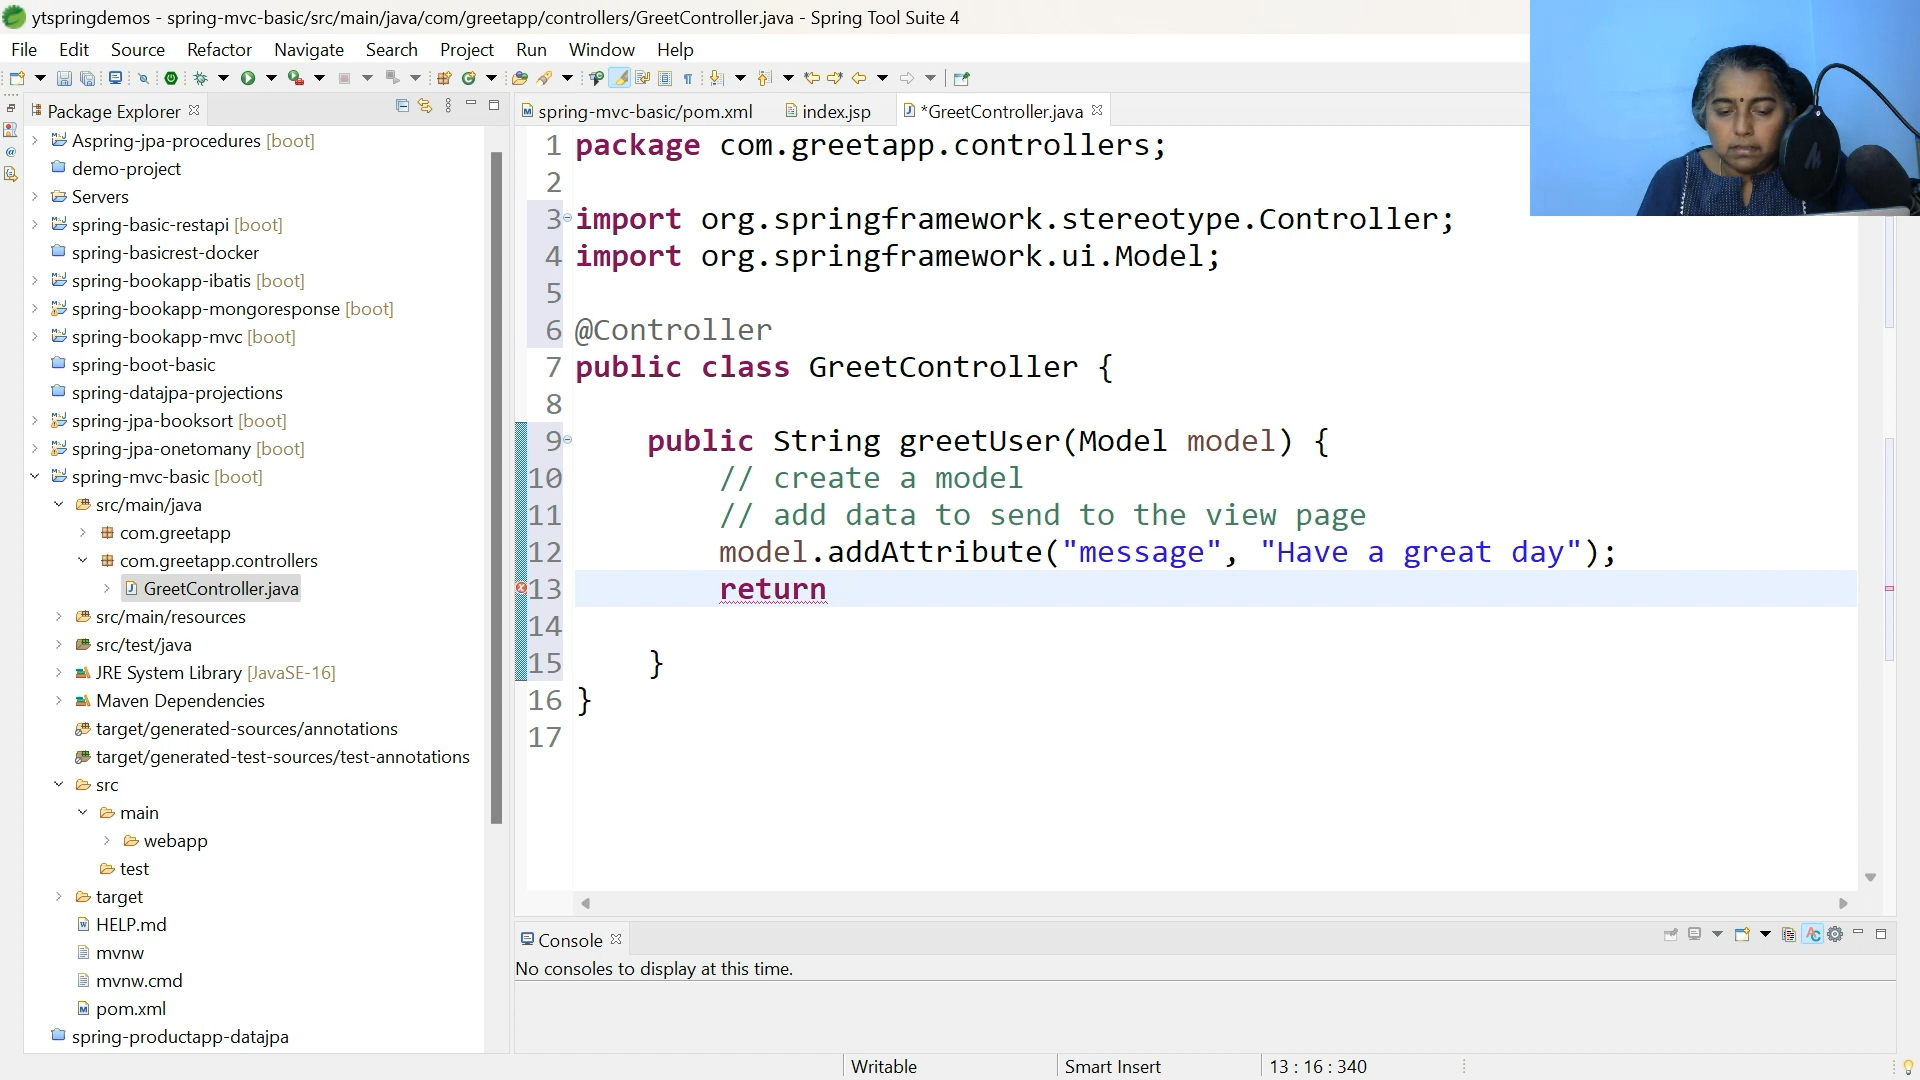 ytspringdemos - spring-mvc-basic/src/main/java/com/greetapp/controllers/GreetController.java - Spring Tool Suite 4
File Edit Source Refactor Navigate Search Project Run Window Help
Package Explorer
spring-mvc-basic/pom.xml index.jsp *GreetController.java
Aspring-jpa-procedures [boot]
demo-project
Servers
spring-basic-restapi [boot]
spring-basicrest-docker
spring-bookapp-ibatis [boot]
spring-bookapp-mongoresponse [boot]
spring-bookapp-mvc [boot]
spring-boot-basic
spring-datajpa-projections
spring-jpa-booksort [boot]
spring-jpa-onetomany [boot]
spring-mvc-basic [boot]
src/main/java
com.greetapp
com.greetapp.controllers
GreetController.java
src/main/resources
src/test/java
JRE System Library [JavaSE-16]
Maven Dependencies
target/generated-sources/annotations
target/generated-test-sources/test-annotations
src
main
webapp
test
target
HELP.md
mvnw
mvnw.cmd
pom.xml
spring-productapp-datajpa
1 package com.greetapp.controllers;
2
3 import org.springframework.stereotype.Controller;
4 import org.springframework.ui.Model;
5
6 @Controller
7 public class GreetController {
8
9 public String greetUser(Model model) {
10 // create a model
11 // add data to send to the view page
12 model.addAttribute("message", "Have a great day");
13 return
14
15 }
16 }
17
Console
No consoles to display at this time.
Writable Smart Insert 13 : 16 : 340